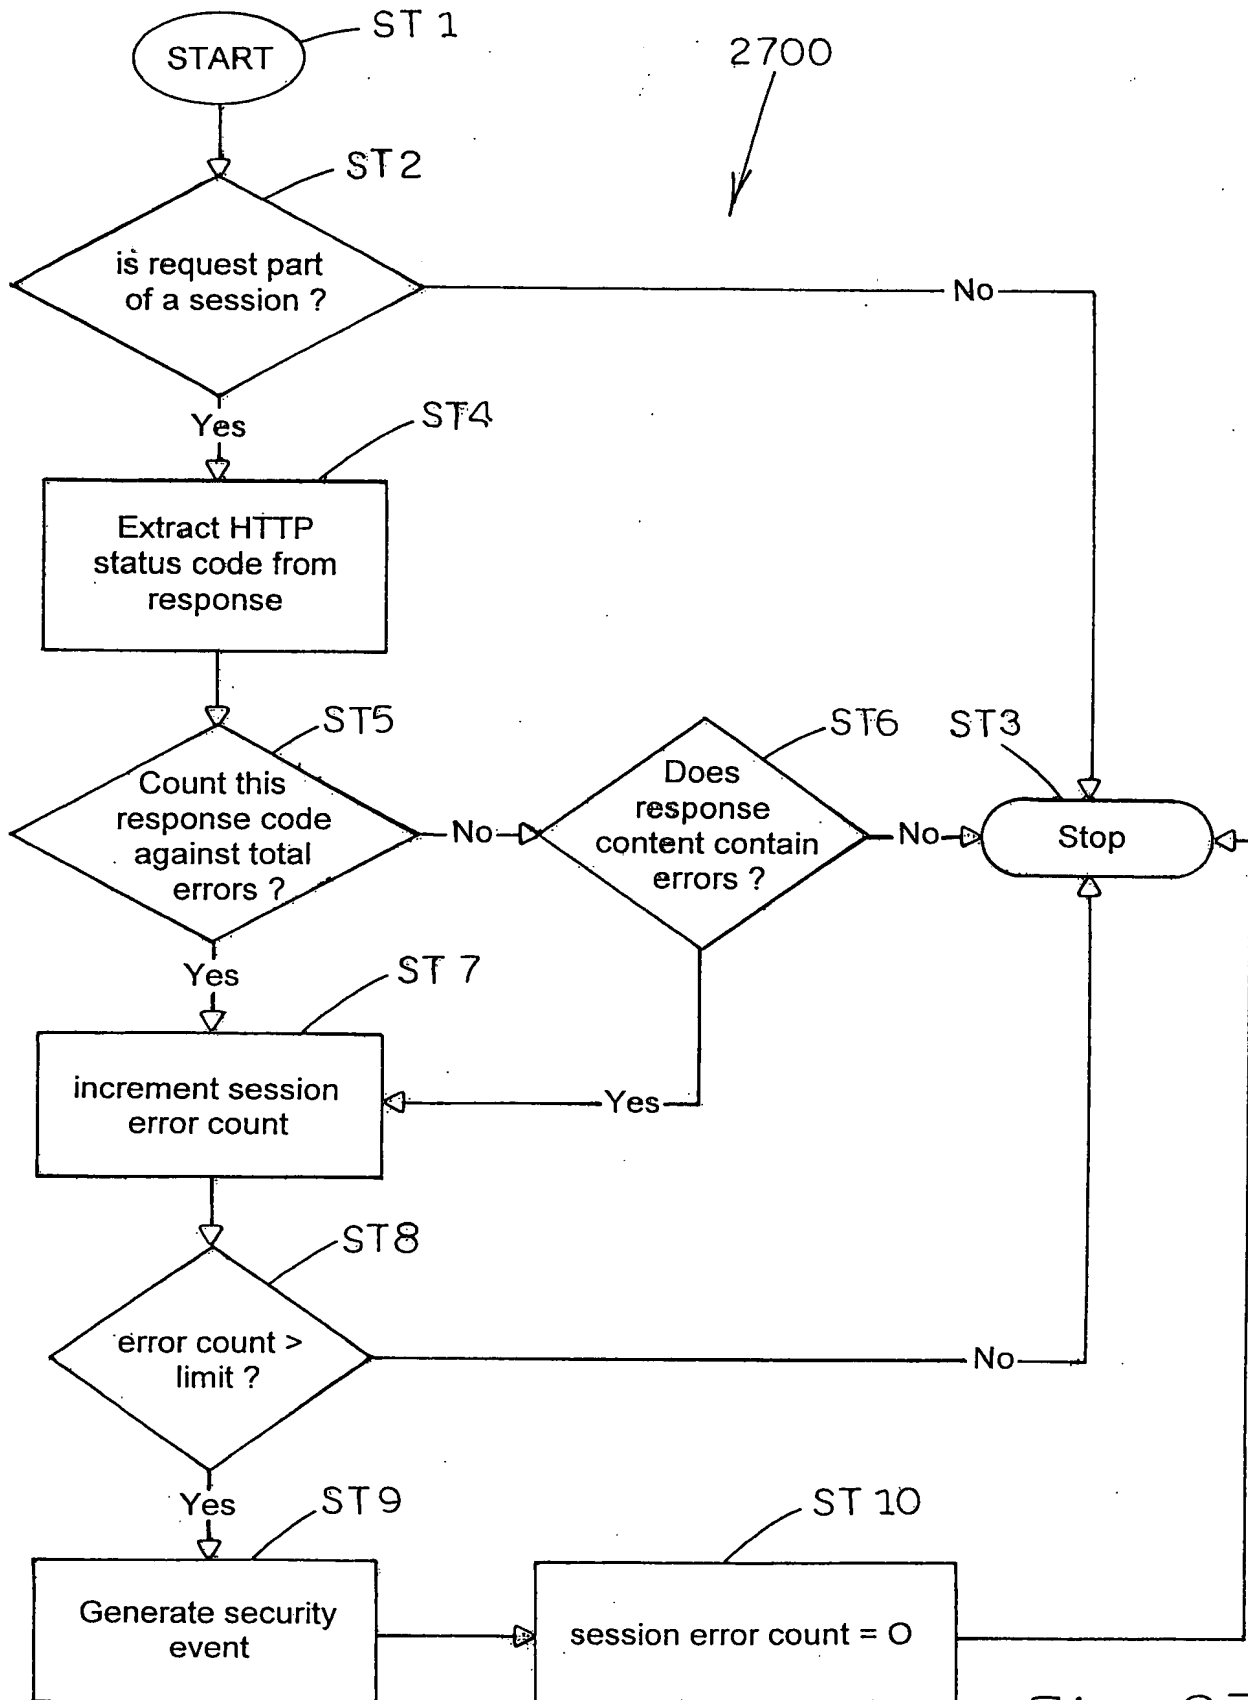 START
ST 1
2700
ST2
is request part
of a session ?
No
Yes
ST4
Extract HTTP
status code from
response
ST5
Count this
response code
against total
errors ?
No
ST6
Does
response
content contain
errors ?
No
ST3
Stop
Yes
ST 7
increment session
error count
Yes
ST8
error count >
limit ?
No
Yes
ST9
Generate security
event
ST 10
session error count = O